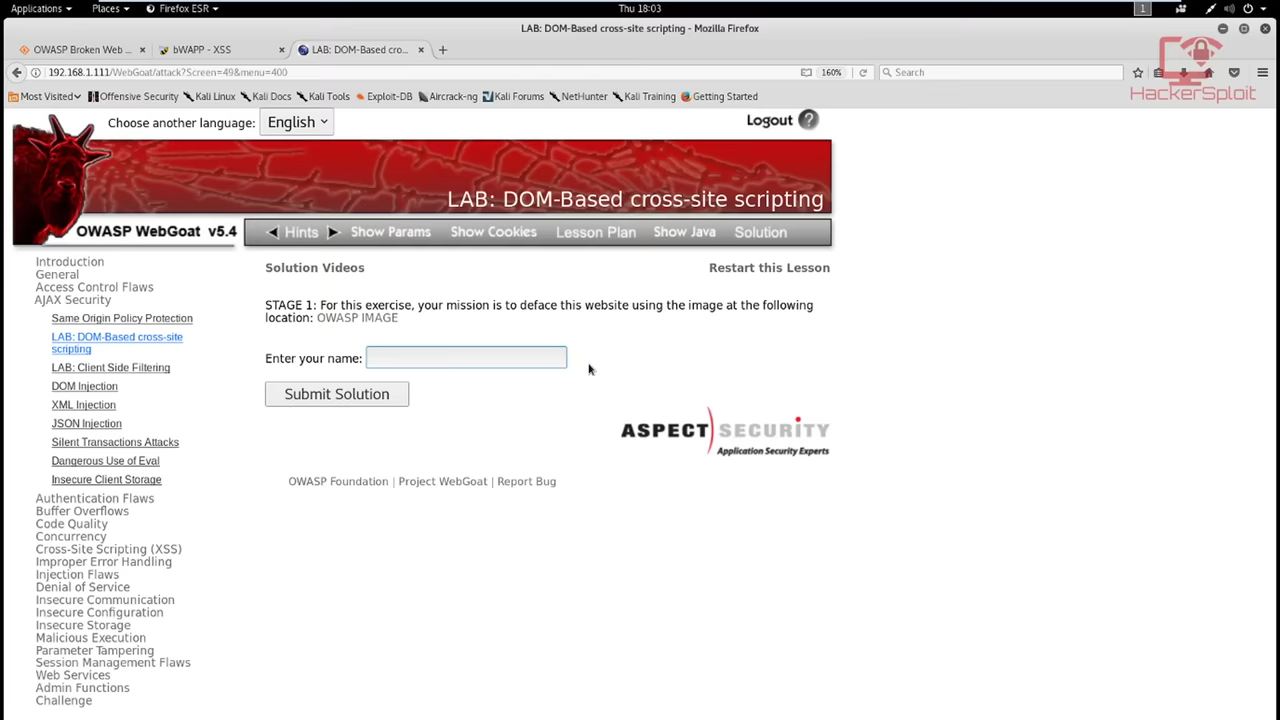 Applications Places Firefox ESR Thu 18:03 1
LAB: DOM-Based cross-site scripting - Mozilla Firefox
OWASP Broken Web ... × bWAPP - XSS × LAB: DOM-Based cro... × +
192.168.1.111/WebGoat/attack?Screen=49&menu=400 160% Search
HackerSploit
Most Visited Offensive Security Kali Linux Kali Docs Kali Tools Exploit-DB Aircrack-ng Kali Forums NetHunter Kali Training Getting Started
Choose another language: English Logout ?
LAB: DOM-Based cross-site scripting
OWASP WebGoat v5.4 Hints Show Params Show Cookies Lesson Plan Show Java Solution
Solution Videos Restart this Lesson
STAGE 1: For this exercise, your mission is to deface this website using the image at the following
location: OWASP IMAGE
Enter your name:
Submit Solution
ASPECT SECURITY
Application Security Experts
OWASP Foundation | Project WebGoat | Report Bug
Introduction
General
Access Control Flaws
AJAX Security
Same Origin Policy Protection
LAB: DOM-Based cross-site
scripting
LAB: Client Side Filtering
DOM Injection
XML Injection
JSON Injection
Silent Transactions Attacks
Dangerous Use of Eval
Insecure Client Storage
Authentication Flaws
Buffer Overflows
Code Quality
Concurrency
Cross-Site Scripting (XSS)
Improper Error Handling
Injection Flaws
Denial of Service
Insecure Communication
Insecure Configuration
Insecure Storage
Malicious Execution
Parameter Tampering
Session Management Flaws
Web Services
Admin Functions
Challenge